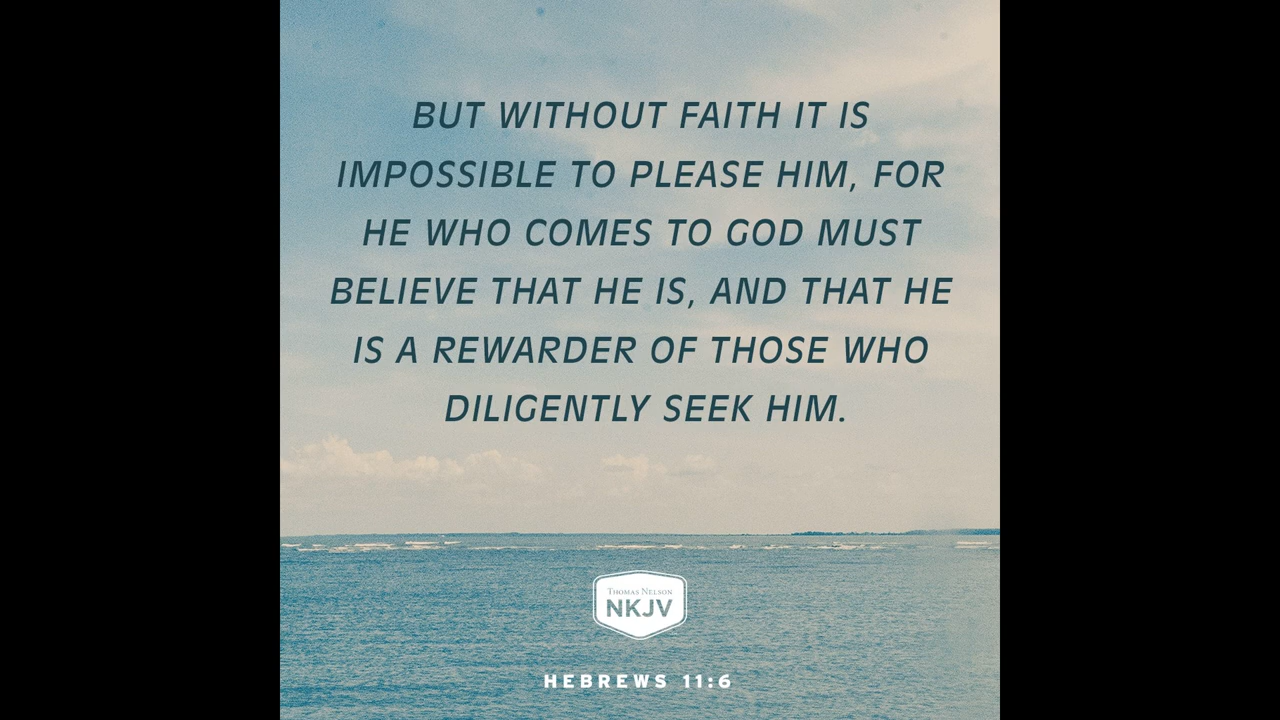 BUT WITHOUT FAITH IT IS
IMPOSSIBLE TO PLEASE HIM, FOR
HE WHO COMES TO GOD MUST
BELIEVE THAT HE IS, AND THAT HE
IS A REWARDER OF THOSE WHO
DILIGENTLY SEEK HIM.
THOMAS NELSON
NKJV
HEBREWS 11:6